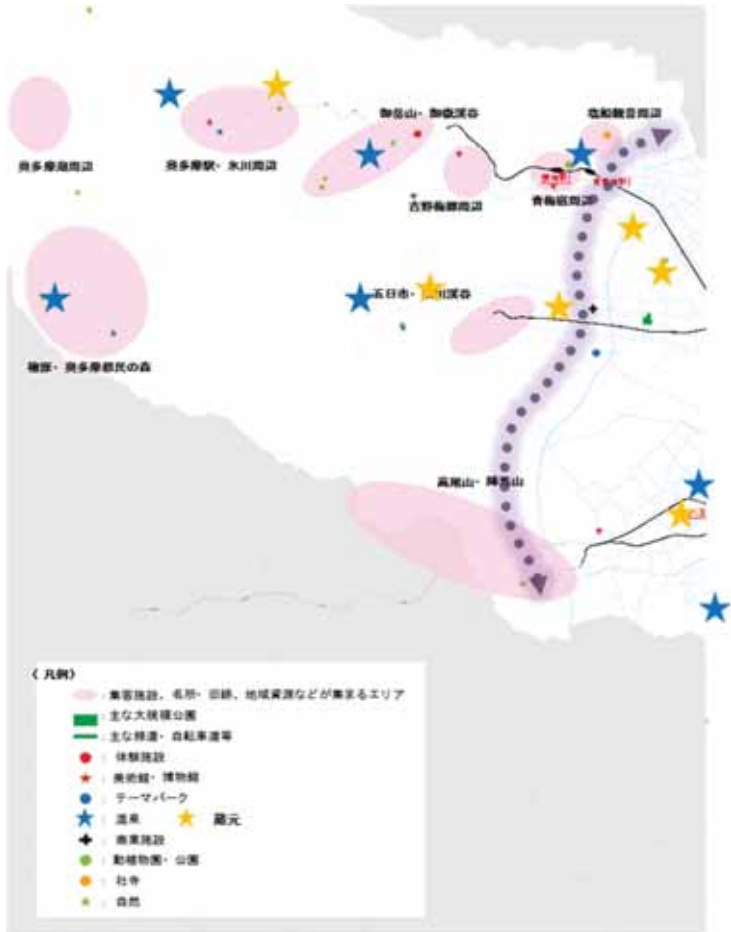 御岳山・御嶽渓谷
塩船観音周辺
奥多摩湖周辺
奥多摩駅・氷川周辺
吉野梅郷周辺
青梅宿周辺
五日市・
川渓谷
檜原・奥多摩都民の森
高尾山・陣馬山
〈 凡例〉
：集客施設、名所・旧跡、地域資源などが集まるエリア
：主な大規模公園
：主な緑道・自転車道等
：体験施設
：美術館・博物館
：テーマパーク
：温泉
蔵元
：商業施設
：動植物園・公園
：社寺
：自然